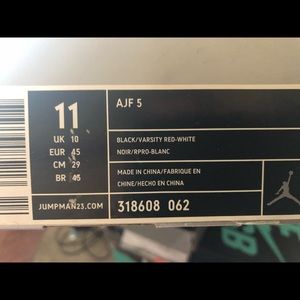 11
UK 10
EUR 45
CM 29
BR
JUMPMAN23.COM
AJF 5
BLACK/VARSITY RED-WHITE
NOIR/RPRO-BLANC
MADE IN CHINA/FABRIQUE EN
CHINE/HECHO EN CHINA
318608 062